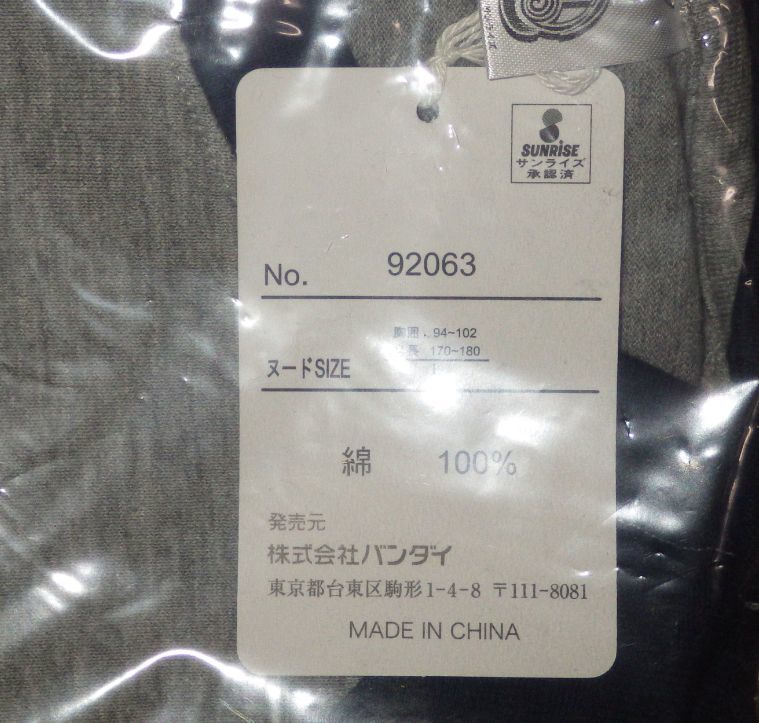 SUNRISE
サンライズ
承認済
No. 92063
胸囲 . 94~102
長 170~180
ヌードSIZE
綿 100%
発売元
株式会社バンダイ
東京都台東区駒形1-4-8 〒111-8081
MADE IN CHINA